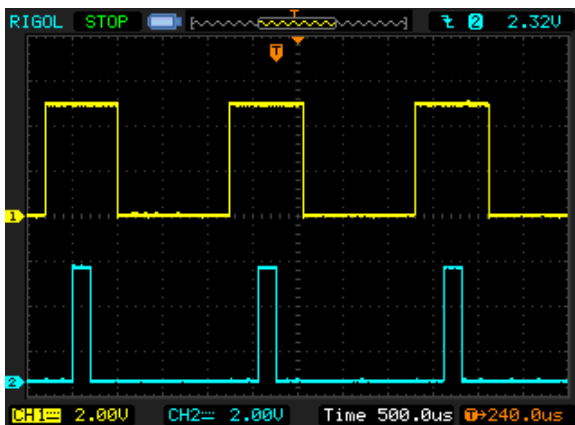 RIGOL STOP T 2 2.32V
T
1
2
CH1 2.00V CH2 2.00V Time 500.0us T→240.0us